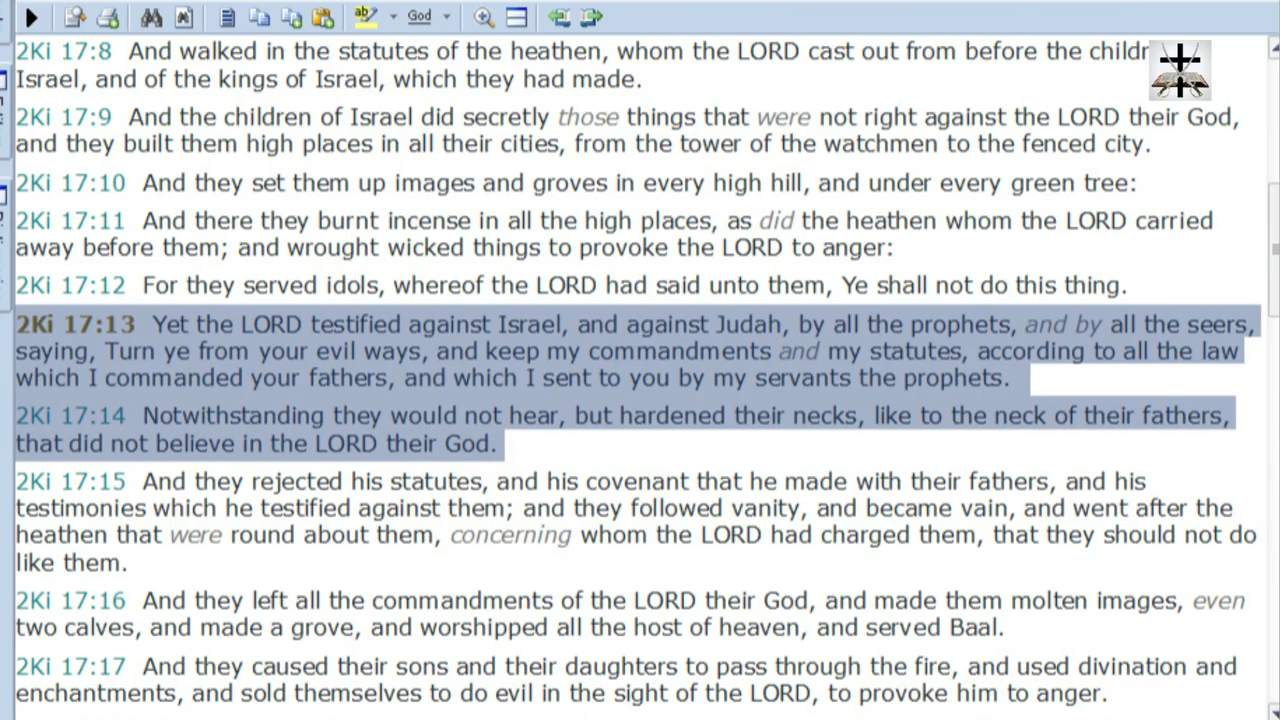 God
2Ki 17:8 And walked in the statutes of the heathen, whom the LORD cast out from before the childr
Israel, and of the kings of Israel, which they had made.
2Ki 17:9 And the children of Israel did secretly those things that were not right against the LORD their God,
and they built them high places in all their cities, from the tower of the watchmen to the fenced city.
2Ki 17:10 And they set them up images and groves in every high hill, and under every green tree:
2Ki 17:11 And there they burnt incense in all the high places, as did the heathen whom the LORD carried
away before them; and wrought wicked things to provoke the LORD to anger:
2Ki 17:12 For they served idols, whereof the LORD had said unto them, Ye shall not do this thing.
2Ki 17:13 Yet the LORD testified against Israel, and against Judah, by all the prophets, and by all the seers,
saying, Turn ye from your evil ways, and keep my commandments and my statutes, according to all the law
which I commanded your fathers, and which I sent to you by my servants the prophets.
2Ki 17:14 Notwithstanding they would not hear, but hardened their necks, like to the neck of their fathers,
that did not believe in the LORD their God.
2Ki 17:15 And they rejected his statutes, and his covenant that he made with their fathers, and his
testimonies which he testified against them; and they followed vanity, and became vain, and went after the
heathen that were round about them, concerning whom the LORD had charged them, that they should not do
like them.
2Ki 17:16 And they left all the commandments of the LORD their God, and made them molten images, even
two calves, and made a grove, and worshipped all the host of heaven, and served Baal.
2Ki 17:17 And they caused their sons and their daughters to pass through the fire, and used divination and
enchantments, and sold themselves to do evil in the sight of the LORD, to provoke him to anger.